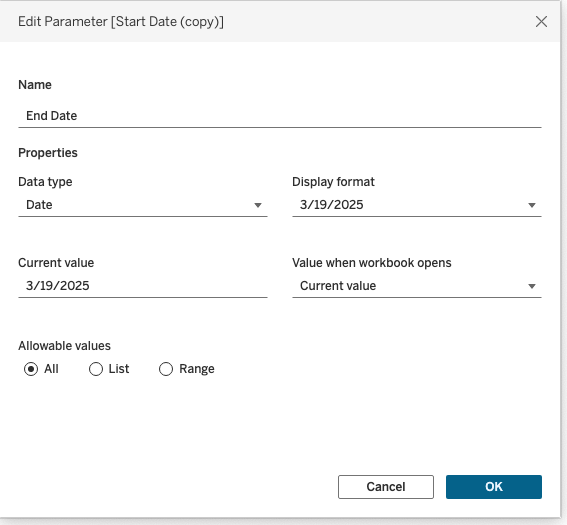 Edit Parameter [Start Date (copy)]
Name
End Date
Properties
Data type
Display format
Date
3/19/2025
Current value
Value when workbook opens
3/19/2025
Current value
Allowable values
All
List
Range
Cancel
OK